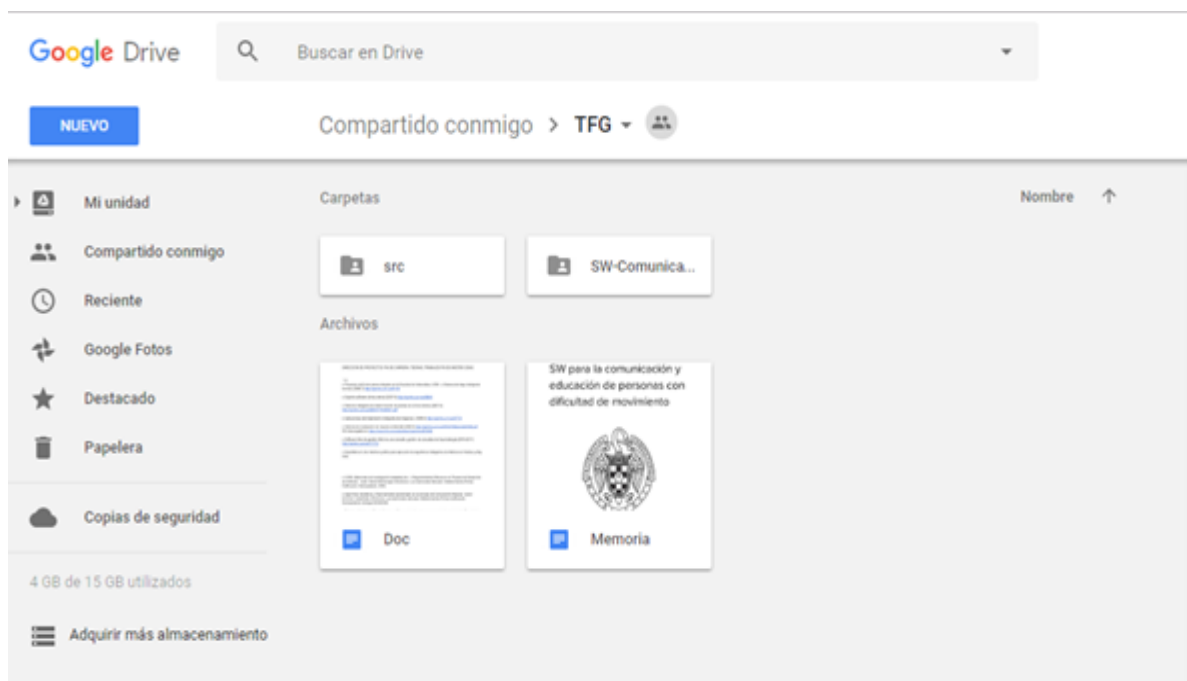 Google Drive
Buscar en Drive
NUEVO
Compartido conmigo > TFG
Mi unidad
Compartido conmigo
Reciente
Google Fotos
Destacado
Papelera
Copias de seguridad
4 GB de 15 GB utilizados
Adquirir más almacenamiento
Carpetas
Nombre
src
SW-Comunica...
Archivos
Doc
SW para la comunicación y
educación de personas con
dificultad de movimiento
Memoria